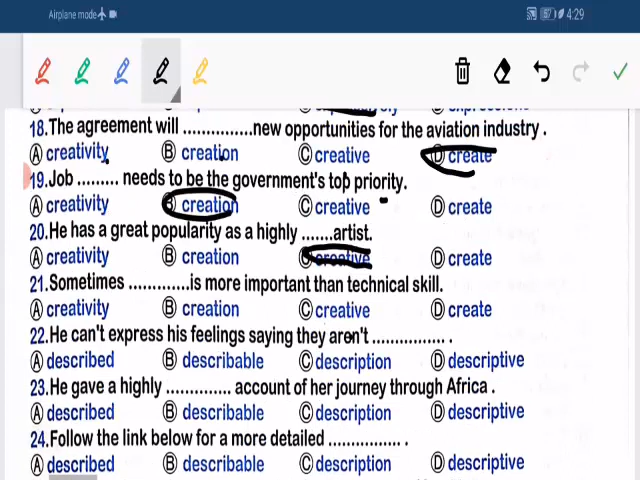 Airplane mode 57 4:29
18.The agreement will ...............new opportunities for the aviation industry .
A creativity B creation C creative D create
19.Job ......... needs to be the government's top priority.
A creativity B creation C creative D create
20.He has a great popularity as a highly .......artist.
A creativity B creation C creative D create
21.Sometimes .............is more important than technical skill.
A creativity B creation C creative D create
22.He can't express his feelings saying they aren't ................ .
A described B describable C description D descriptive
23.He gave a highly .............. account of her journey through Africa .
A described B describable C description D descriptive
24.Follow the link below for a more detailed ................ .
A described B describable C description D descriptive